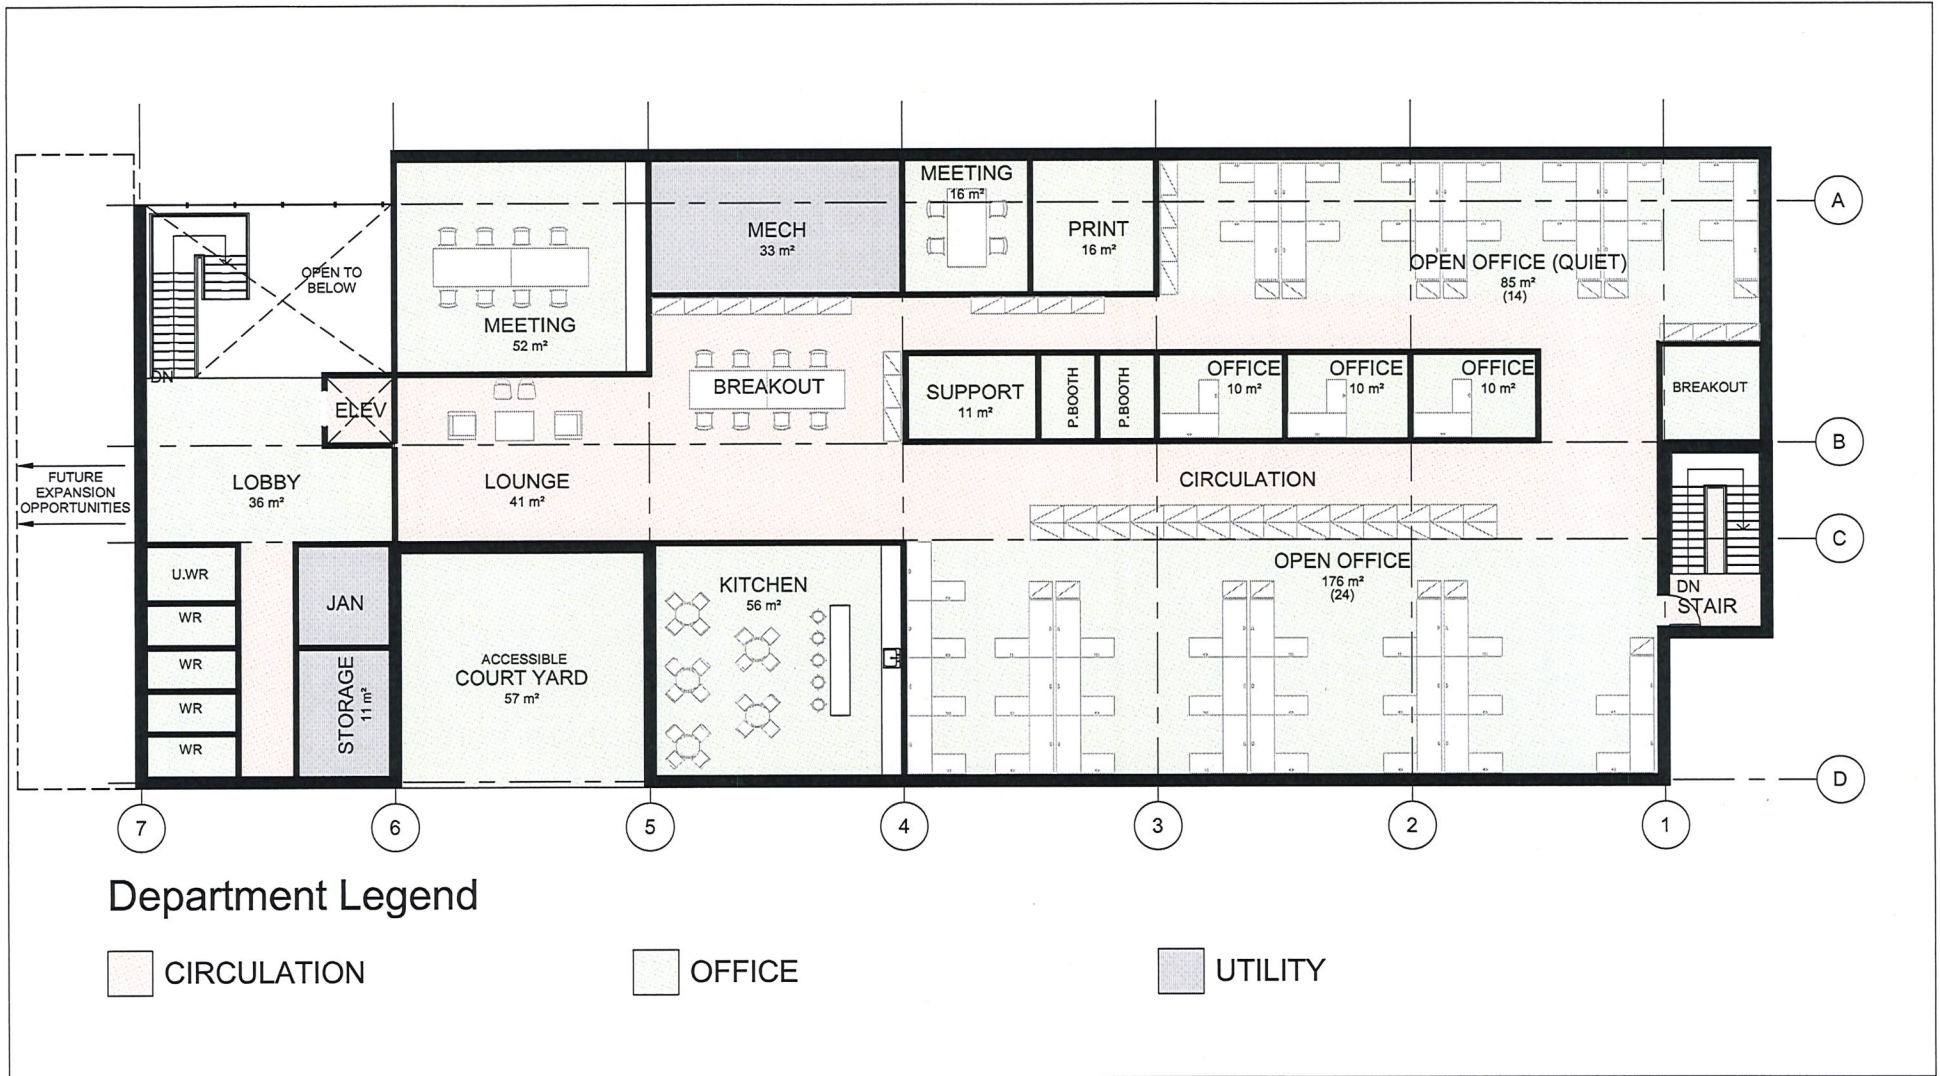 A
B
C
D
MEETING
52 m²
MECH
33 m²
MEETING
16 m²
PRINT
16 m²
OPEN OFFICE (QUIET)
85 m²
(14)
OPEN TO
BELOW
DN
ELEV
BREAKOUT
SUPPORT
11 m²
P.BOOTH
P.BOOTH
OFFICE
10 m²
OFFICE
10 m²
OFFICE
10 m²
BREAKOUT
FUTURE
EXPANSION
OPPORTUNITIES
LOBBY
36 m²
LOUNGE
41 m²
CIRCULATION
U.WR
WR
WR
WR
WR
JAN
STORAGE
11 m²
ACCESSIBLE
COURT YARD
57 m²
KITCHEN
56 m²
OPEN OFFICE
176 m²
(24)
DN
STAIR
7
6
5
4
3
2
1
Department Legend
CIRCULATION
OFFICE
UTILITY